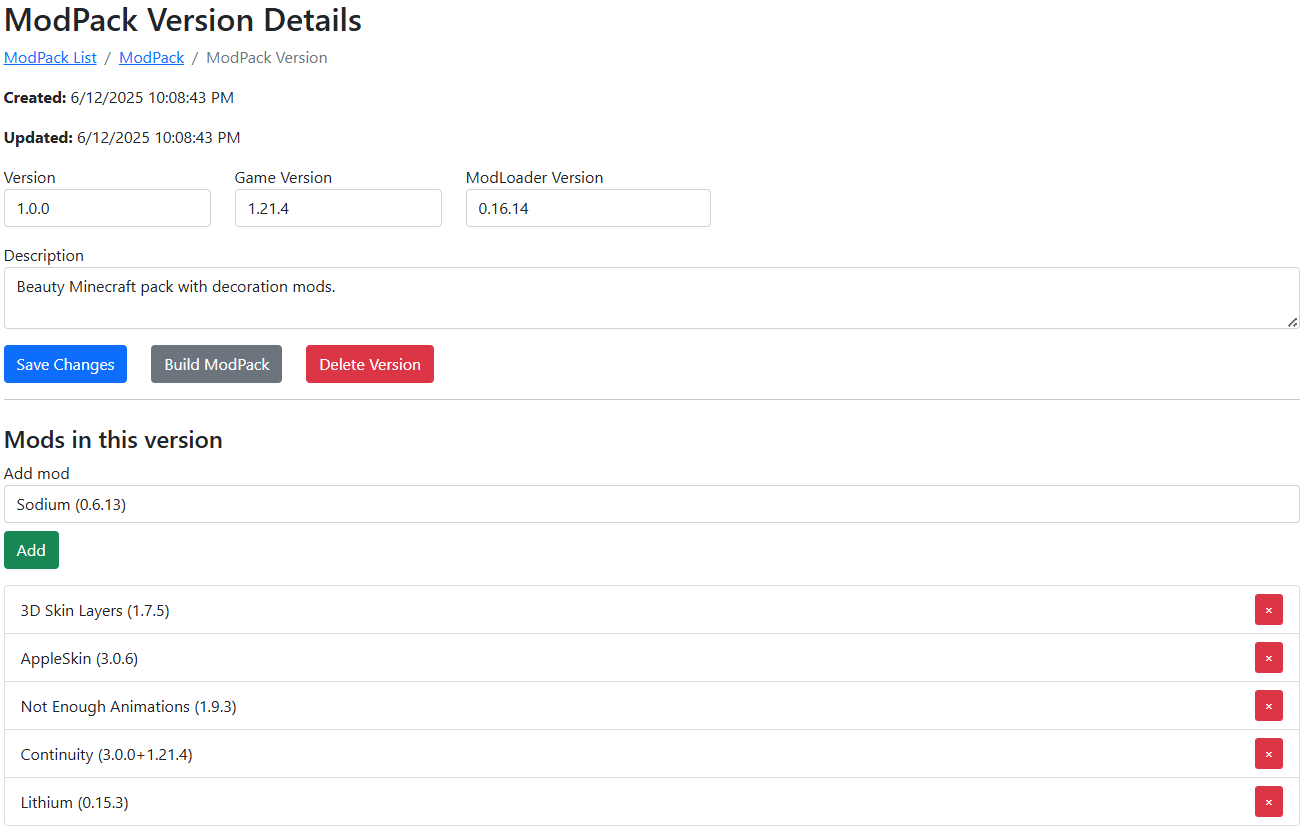 ModPack Version Details
ModPack List / ModPack / ModPack Version
Created: 6/12/2025 10:08:43 PM
Updated: 6/12/2025 10:08:43 PM
Version Game Version ModLoader Version
1.0.0 1.21.4 0.16.14
Description
Beauty Minecraft pack with decoration mods.
Save Changes Build ModPack Delete Version
Mods in this version
Add mod
Sodium (0.6.13)
Add
3D Skin Layers (1.7.5) ×
AppleSkin (3.0.6) ×
Not Enough Animations (1.9.3) ×
Continuity (3.0.0+1.21.4) ×
Lithium (0.15.3) ×